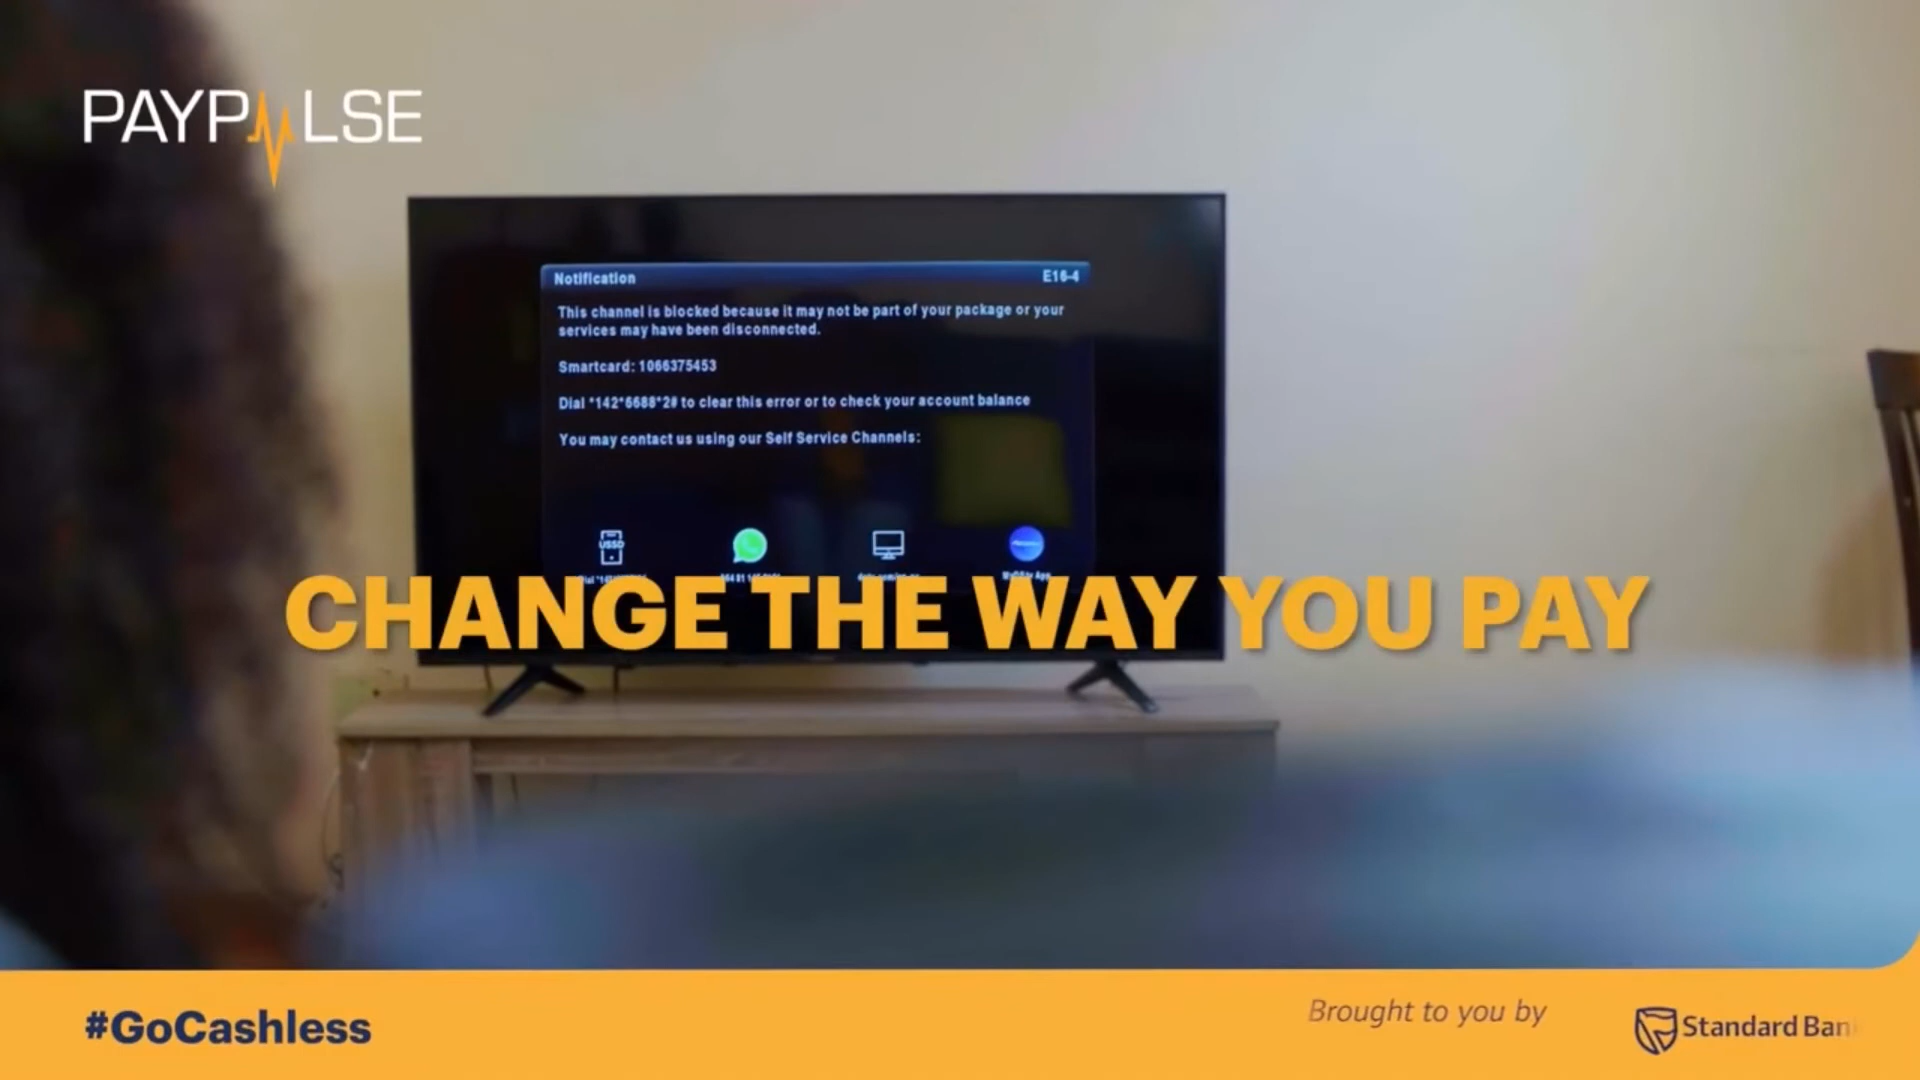 PAYPULSE
Notification E16-4
This channel is blocked because it may not be part of your package or your
services may have been disconnected.
Smartcard: 1066375453
Dial *142*6688*2# to clear this error or to check your account balance
You may contact us using our Self Service Channels:
USSD
CHANGE THE WAY YOU PAY
#GoCashless
Brought to you by
Standard Ban